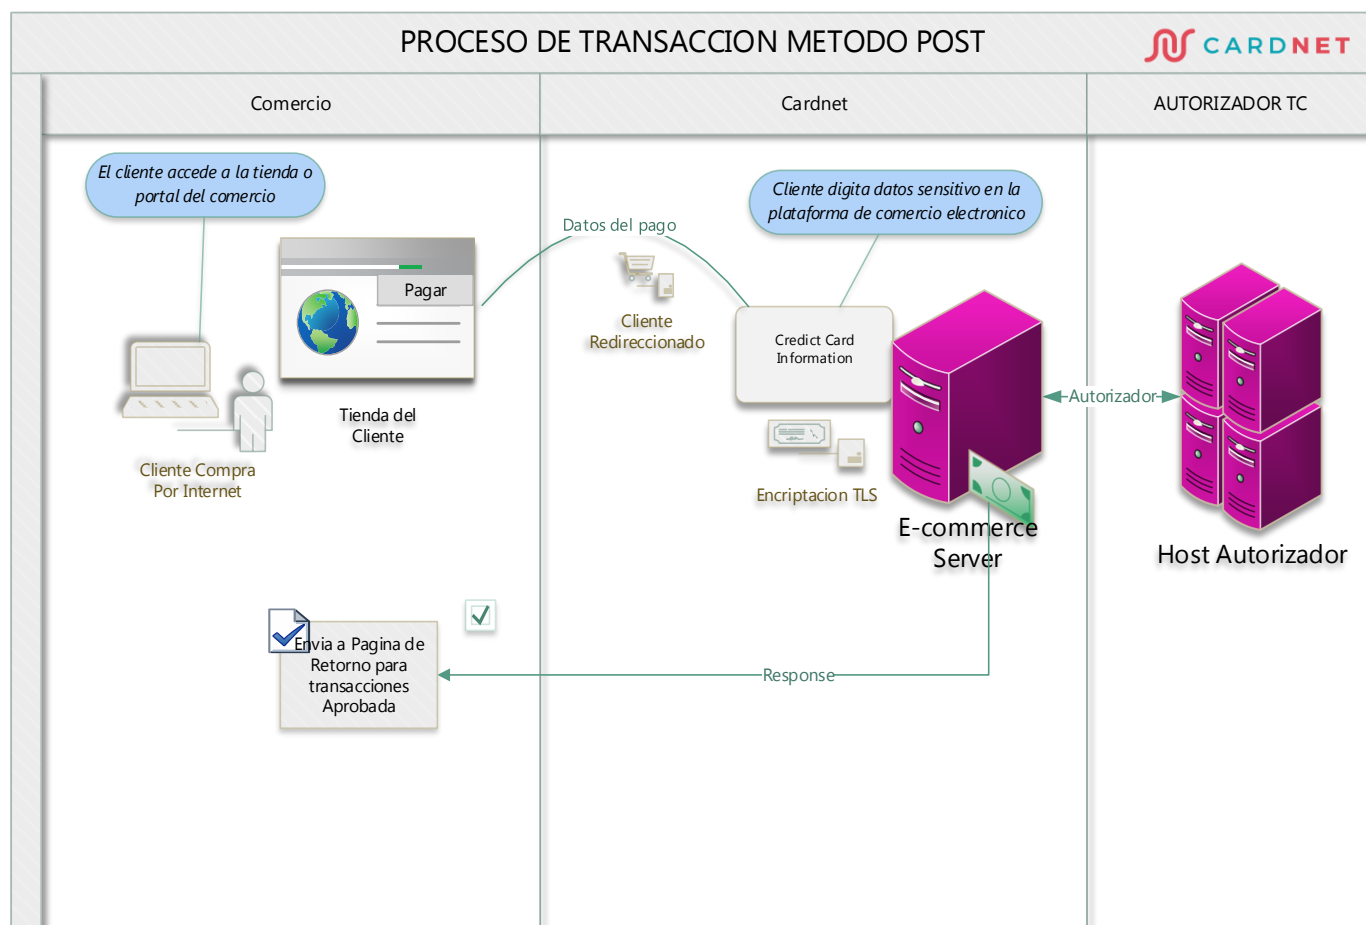 PROCESO DE TRANSACCION METODO POST
CARDNET
Comercio
Cardnet
AUTORIZADOR TC
El cliente accede a la tienda o
portal del comercio
Cliente digita datos sensitivo en la
plataforma de comercio electronico
Datos del pago
Pagar
Cliente
Redireccionado
Credict Card
Information
Autorizador
Tienda del
Cliente
Cliente Compra
Por Internet
Encriptacion TLS
E-commerce
Server
Host Autorizador
Envia a Pagina de
Retorno para
transacciones
Aprobada
Response